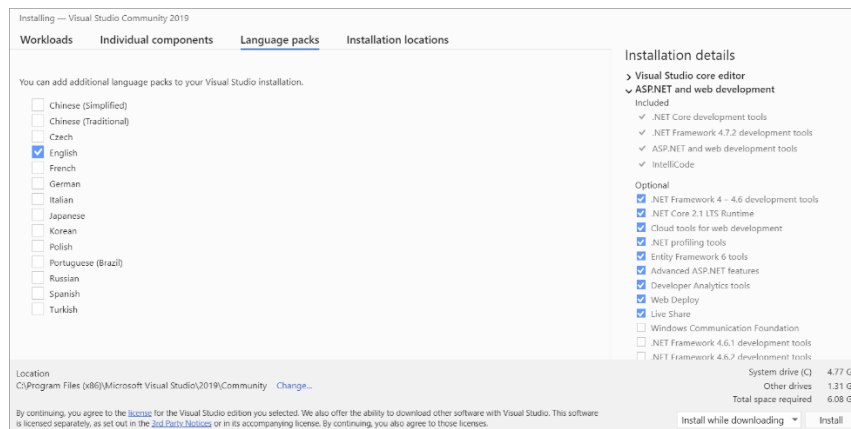 Installing — Visual Studio Community 2019
Workloads
Individual components
Language packs
Installation locations
You can add additional language packs to your Visual Studio installation.
Chinese (Simplified)
Chinese (Traditional)
Czech
English
French
German
Italian
Japanese
Korean
Polish
Portuguese (Brazil)
Russian
Spanish
Turkish
Installation details
Visual Studio core editor
ASP.NET and web development
Included
.NET Core development tools
.NET Framework 4.7.2 development tools
ASP.NET and web development tools
IntelliCode
Optional
.NET Framework 4 – 4.6 development tools
.NET Core 2.1 LTS Runtime
Cloud tools for web development
.NET profiling tools
Entity Framework 6 tools
Advanced ASP.NET features
Developer Analytics tools
Web Deploy
Live Share
Windows Communication Foundation
.NET Framework 4.6.1 development tools
.NET Framework 4.6.2 development tools
Location
C:\Program Files (x86)\Microsoft Visual Studio\2019\Community Change...
System drive (C) 4.77 G
Other drives 1.31 G
Total space required 6.08 G
By continuing, you agree to the license for the Visual Studio edition you selected. We also offer the ability to download other software with Visual Studio. This software
is licensed separately, as set out in the 3rd Party Notices or in its accompanying license. By continuing, you also agree to those licenses.
Install while downloading
Install